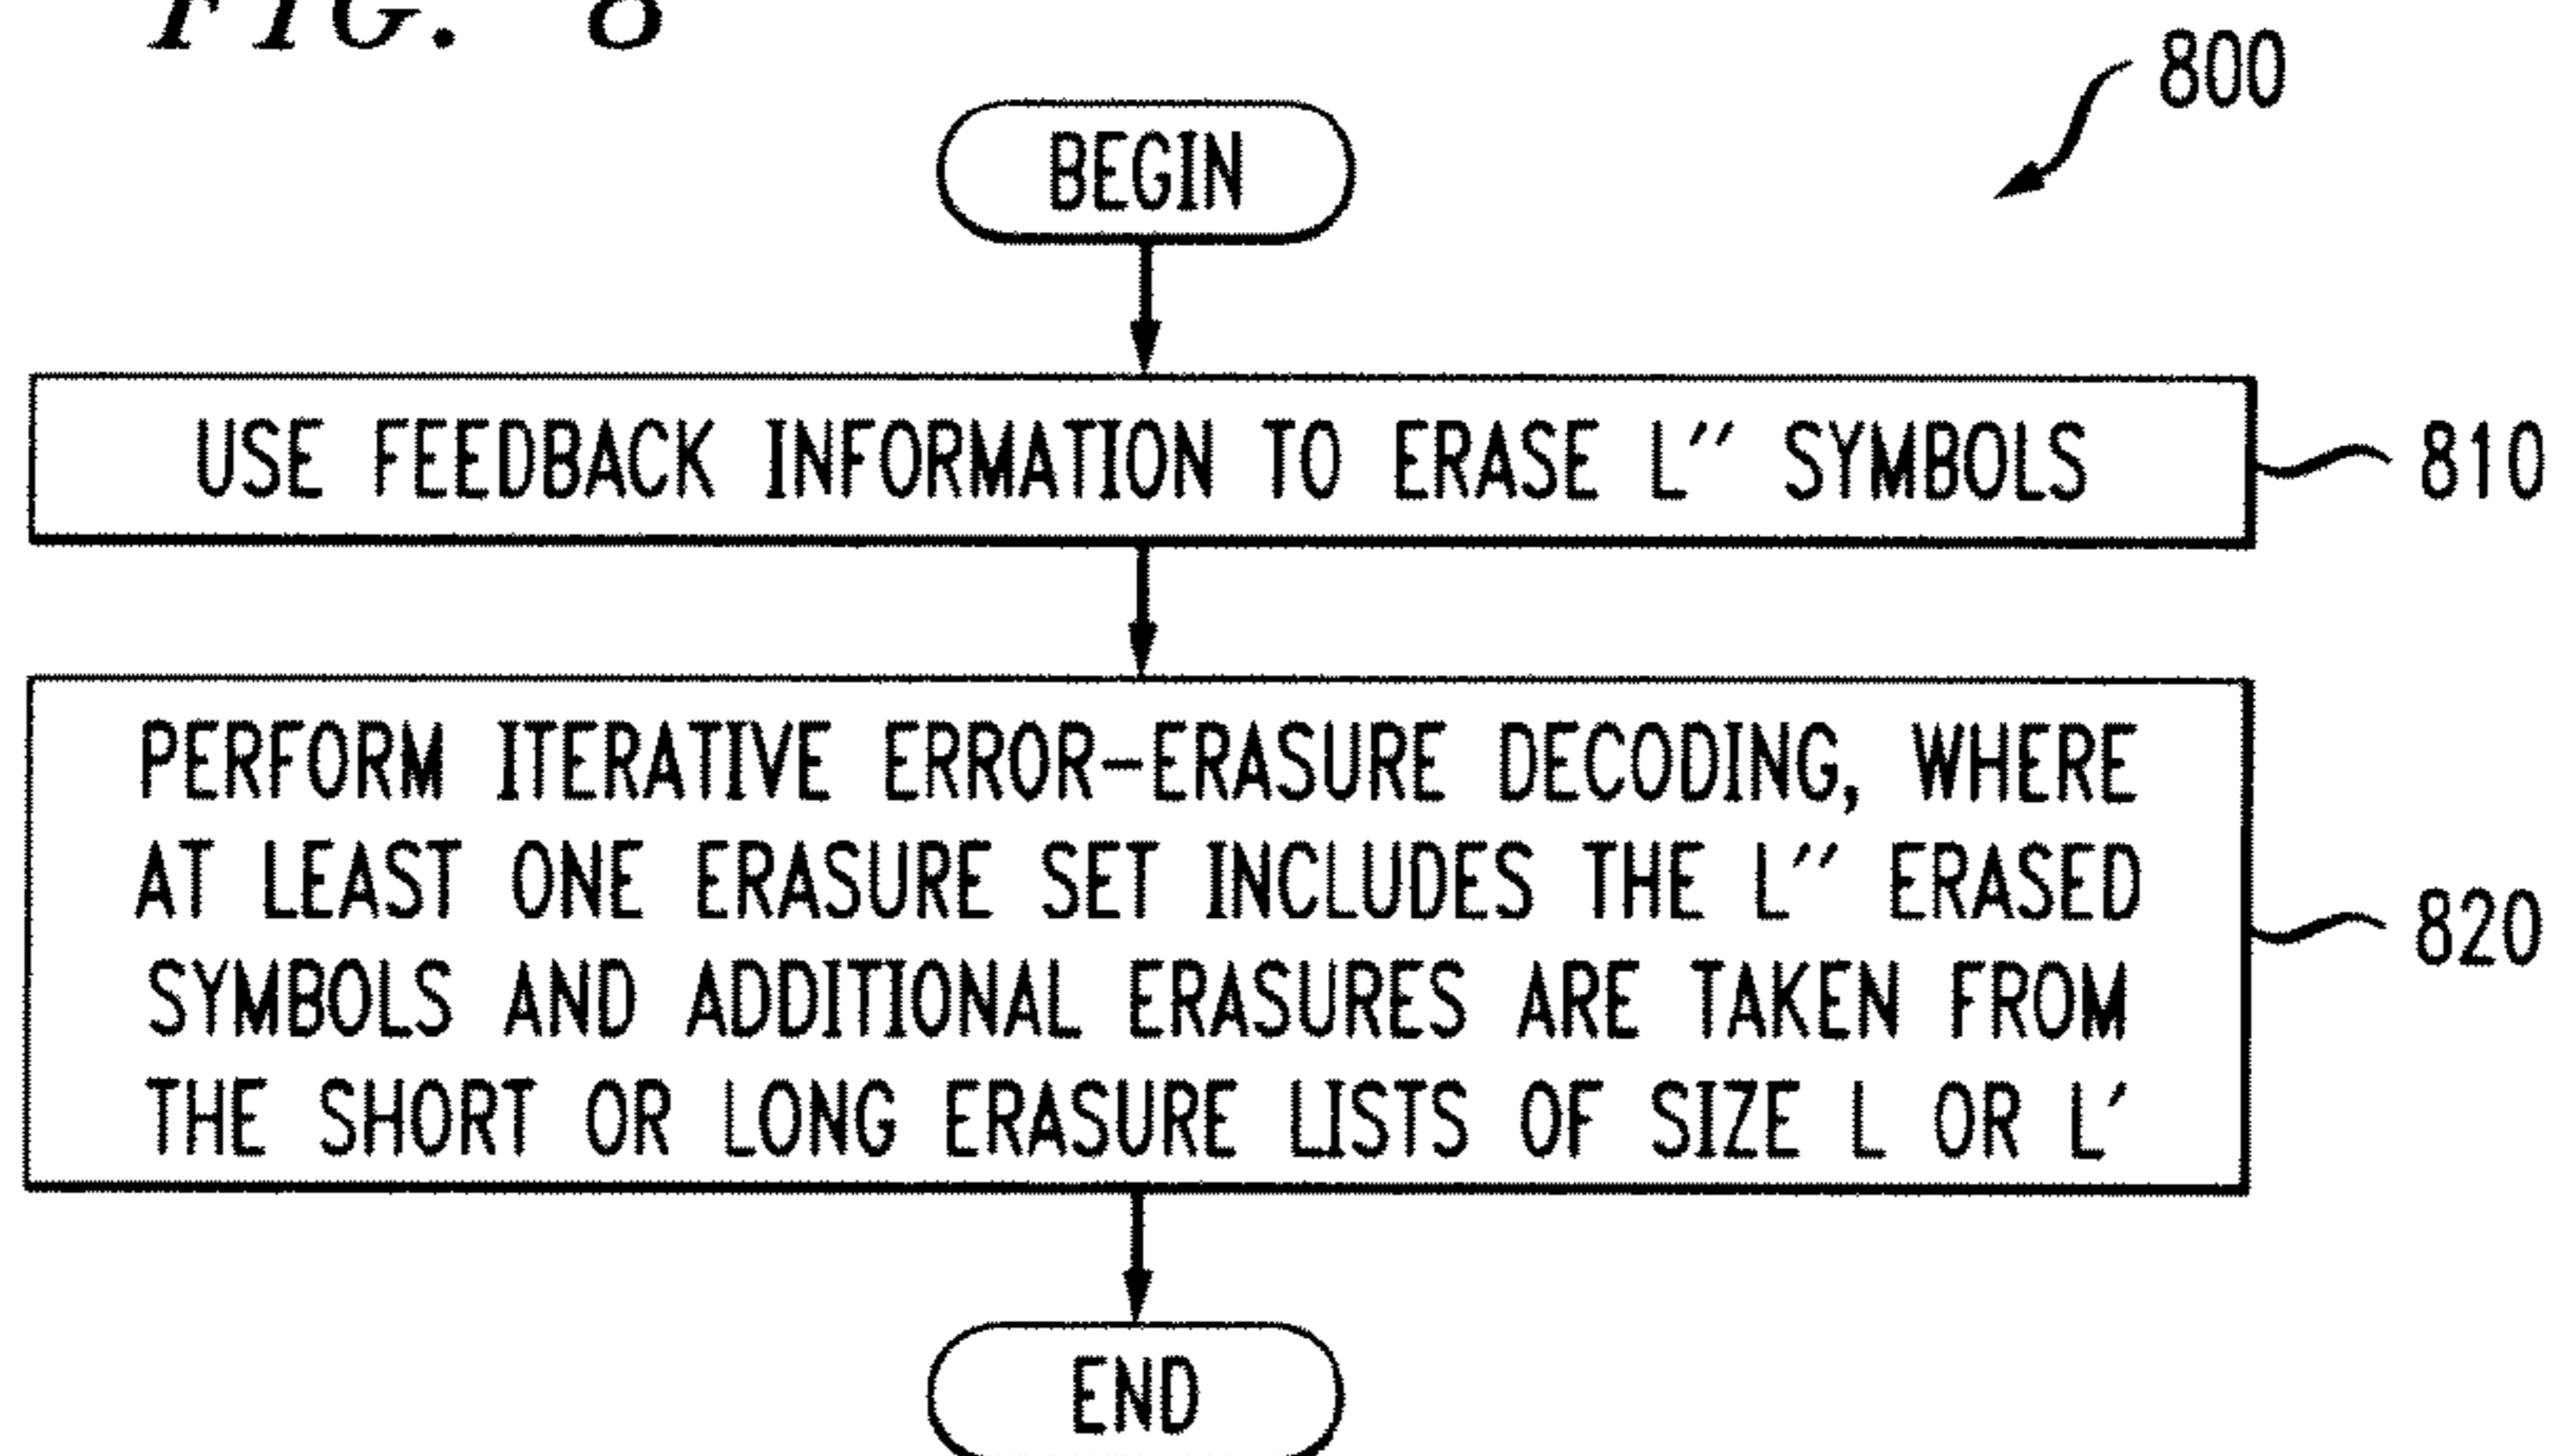 FIG. 8
800
BEGIN
USE FEEDBACK INFORMATION TO ERASE L'' SYMBOLS
810
PERFORM ITERATIVE ERROR-ERASURE DECODING, WHERE
AT LEAST ONE ERASURE SET INCLUDES THE L'' ERASED
SYMBOLS AND ADDITIONAL ERASURES ARE TAKEN FROM
THE SHORT OR LONG ERASURE LISTS OF SIZE L OR L'
820
END